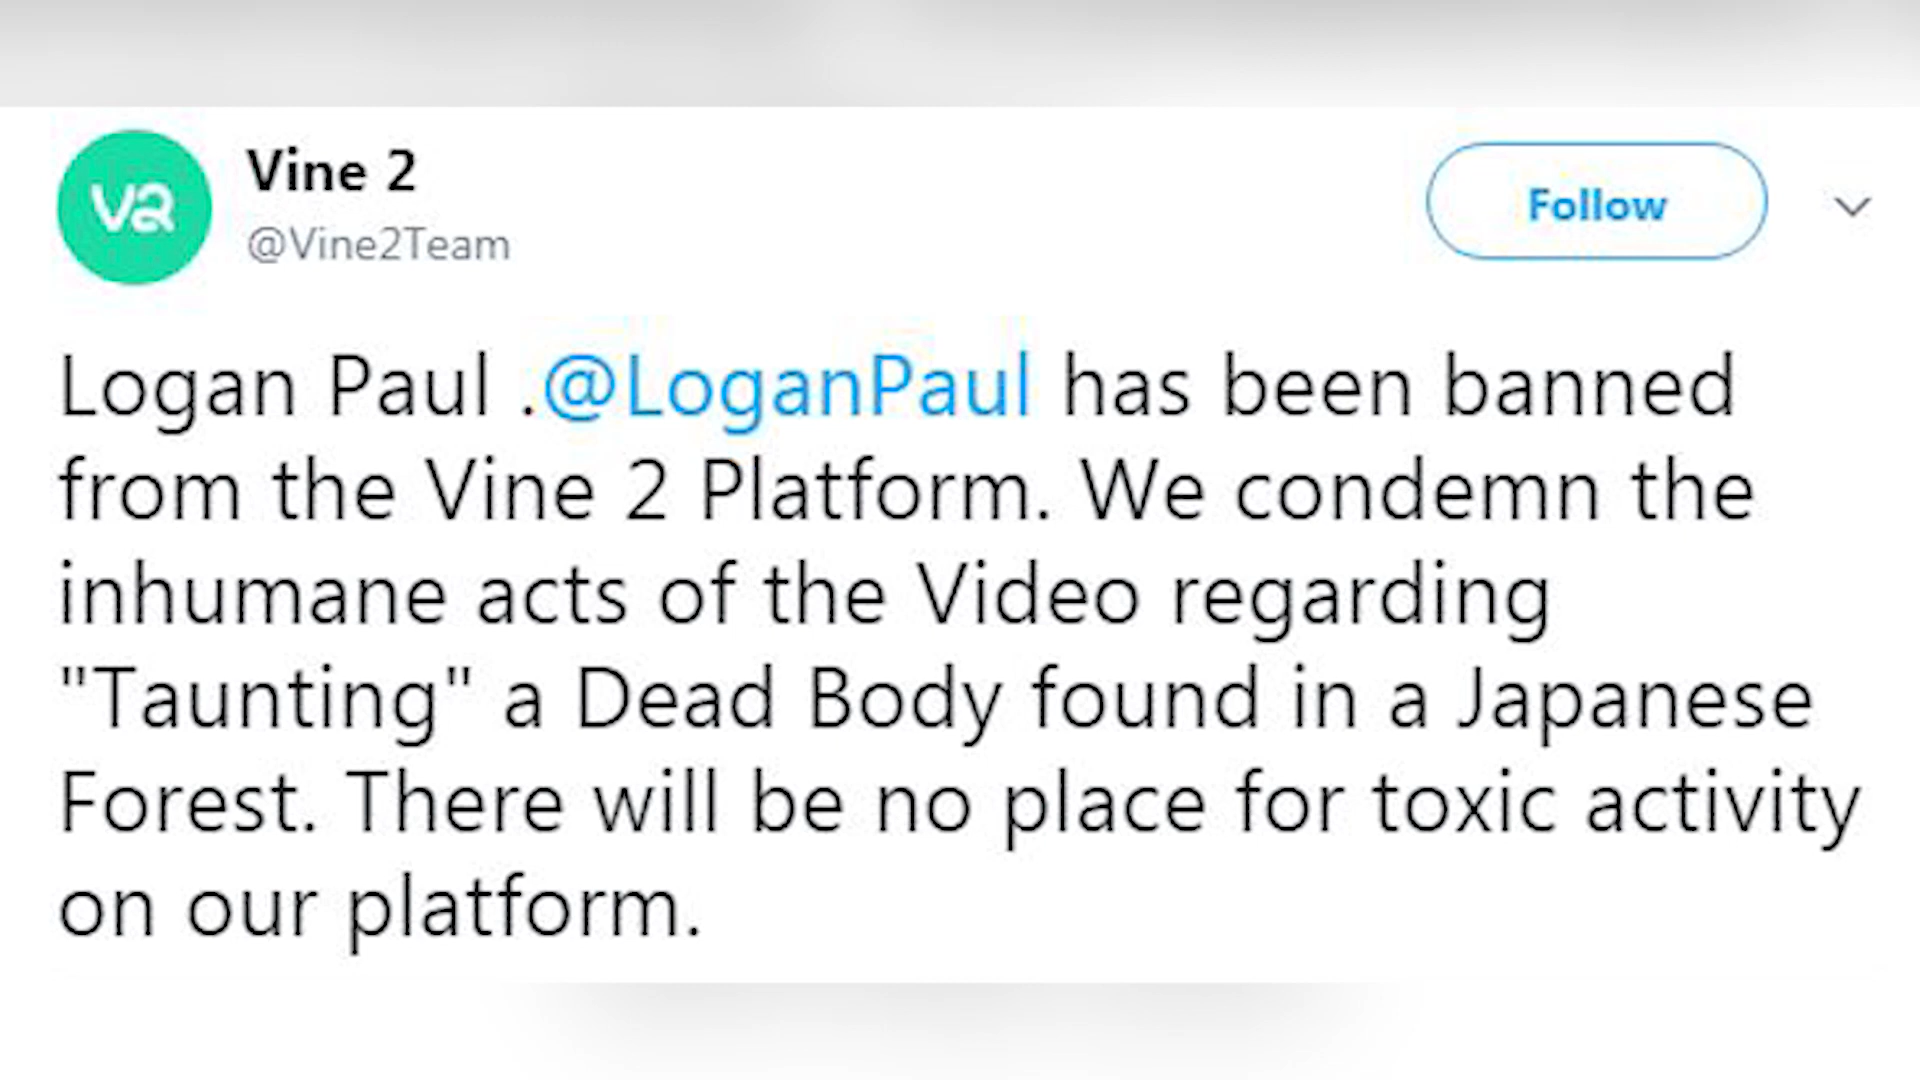 V2
Vine 2
@Vine2Team
Follow
Logan Paul .@LoganPaul has been banned
from the Vine 2 Platform. We condemn the
inhumane acts of the Video regarding
"Taunting" a Dead Body found in a Japanese
Forest. There will be no place for toxic activity
on our platform.